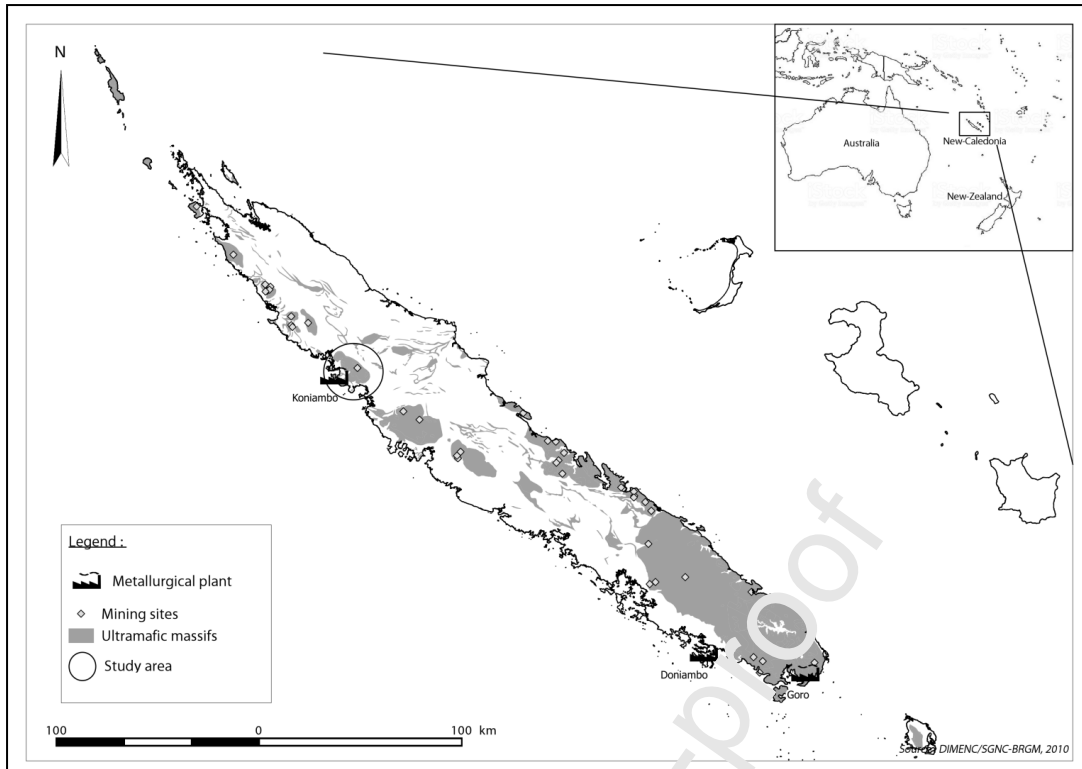 N
Australia
New-Caledonia
New-Zealand
Koniambo
Legend :
Metallurgical plant
Mining sites
Ultramafic massifs
Study area
Doniambo
Goro
100 0 100 km
DIMENC/SGNC-BRGM, 2010
rproof